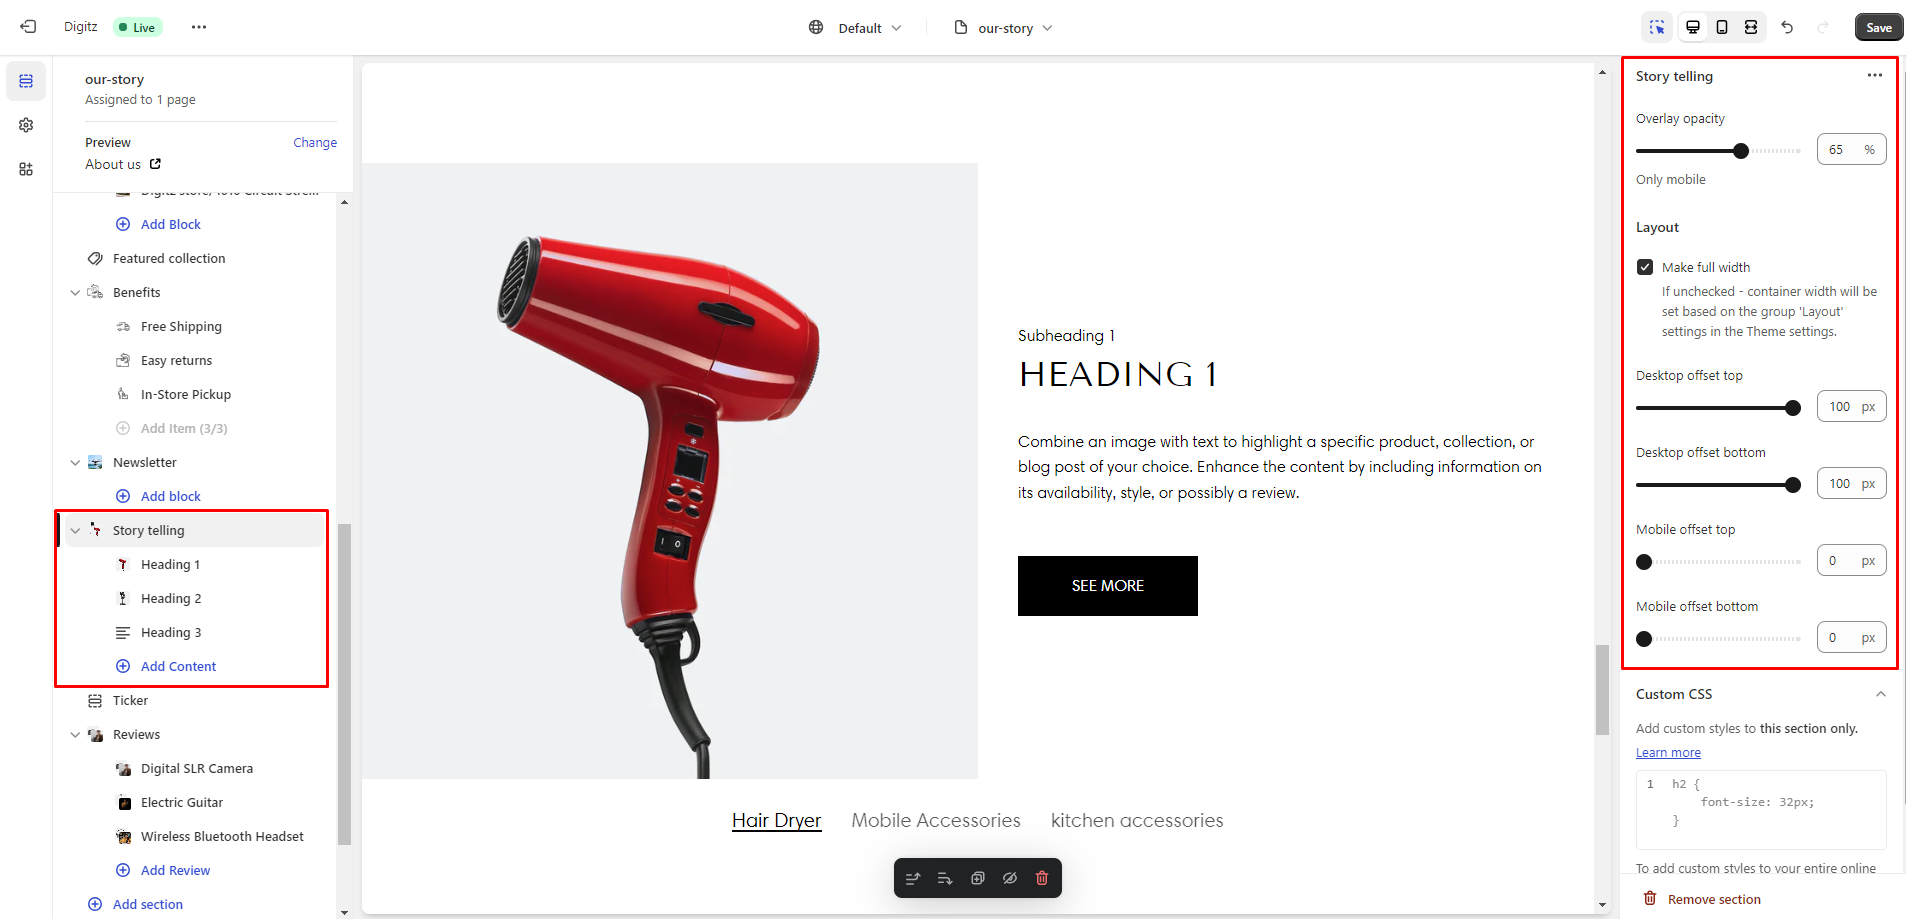 Digitz
Live
Default
our-story
Save
our-story
Assigned to 1 page
Preview
Change
About us
Add Block
Featured collection
Benefits
Free Shipping
Easy returns
In-Store Pickup
Add Item (3/3)
Newsletter
Add block
Story telling
Heading 1
Heading 2
Heading 3
Add Content
Ticker
Reviews
Digital SLR Camera
Electric Guitar
Wireless Bluetooth Headset
Add Review
Add section
Subheading 1
HEADING 1
Combine an image with text to highlight a specific product, collection, or
blog post of your choice. Enhance the content by including information on
its availability, style, or possibly a review.
SEE MORE
Hair Dryer
Mobile Accessories
kitchen accessories
Story telling
Overlay opacity
65 %
Only mobile
Layout
Make full width
If unchecked - container width will be
set based on the group 'Layout'
settings in the Theme settings.
Desktop offset top
100 px
Desktop offset bottom
100 px
Mobile offset top
0 px
Mobile offset bottom
0 px
Custom CSS
Add custom styles to this section only.
Learn more
1 h2 {
font-size: 32px;
}
To add custom styles to your entire online
Remove section